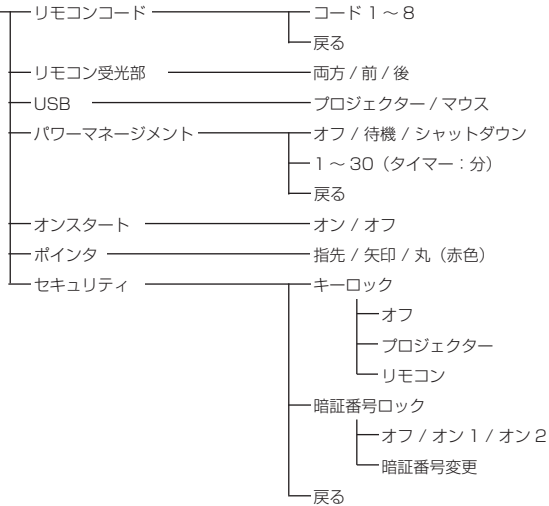 リモコンコード コード 1 ～ 8
戻る
リモコン受光部 両方 / 前 / 後
USB プロジェクター / マウス
パワーマネージメント オフ / 待機 / シャットダウン
1 ～ 30（タイマー：分）
戻る
オンスタート オン / オフ
ポインタ 指先 / 矢印 / 丸（赤色）
セキュリティ キーロック
オフ
プロジェクター
リモコン
暗証番号ロック
オフ / オン 1 / オン 2
暗証番号変更
戻る